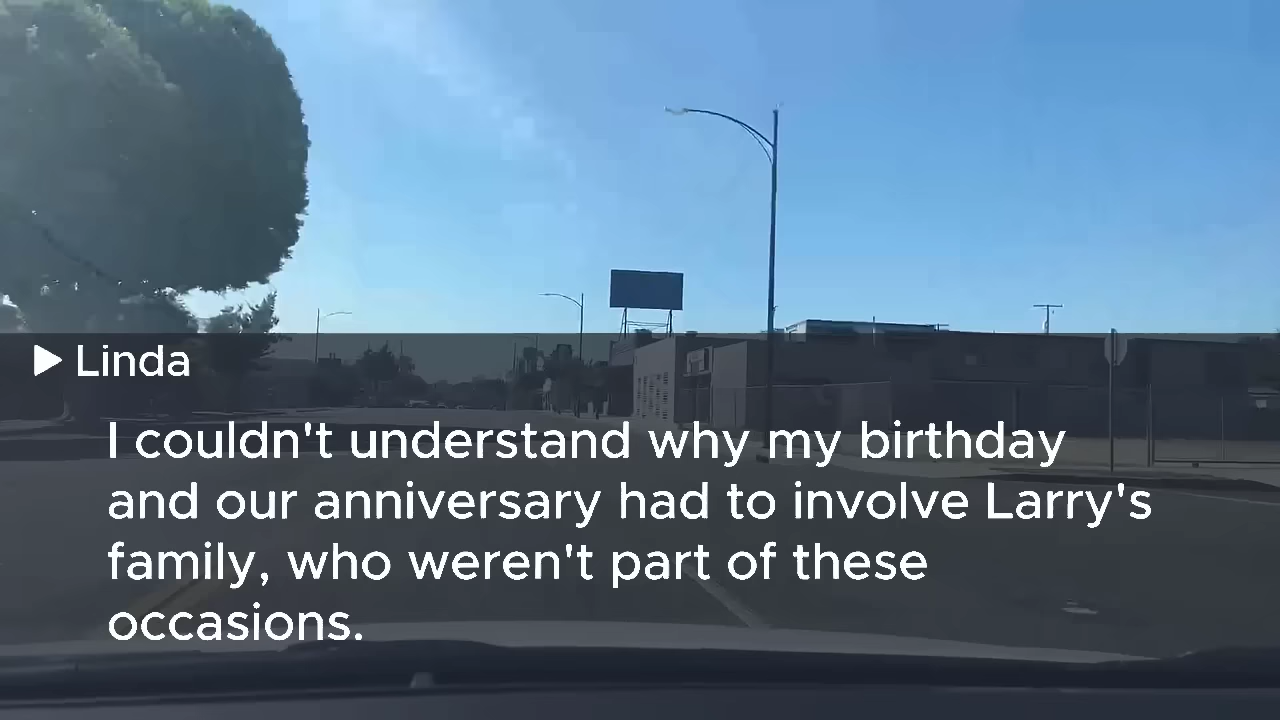 Linda
I couldn't understand why my birthday
and our anniversary had to involve Larry's
family, who weren't part of these
occasions.